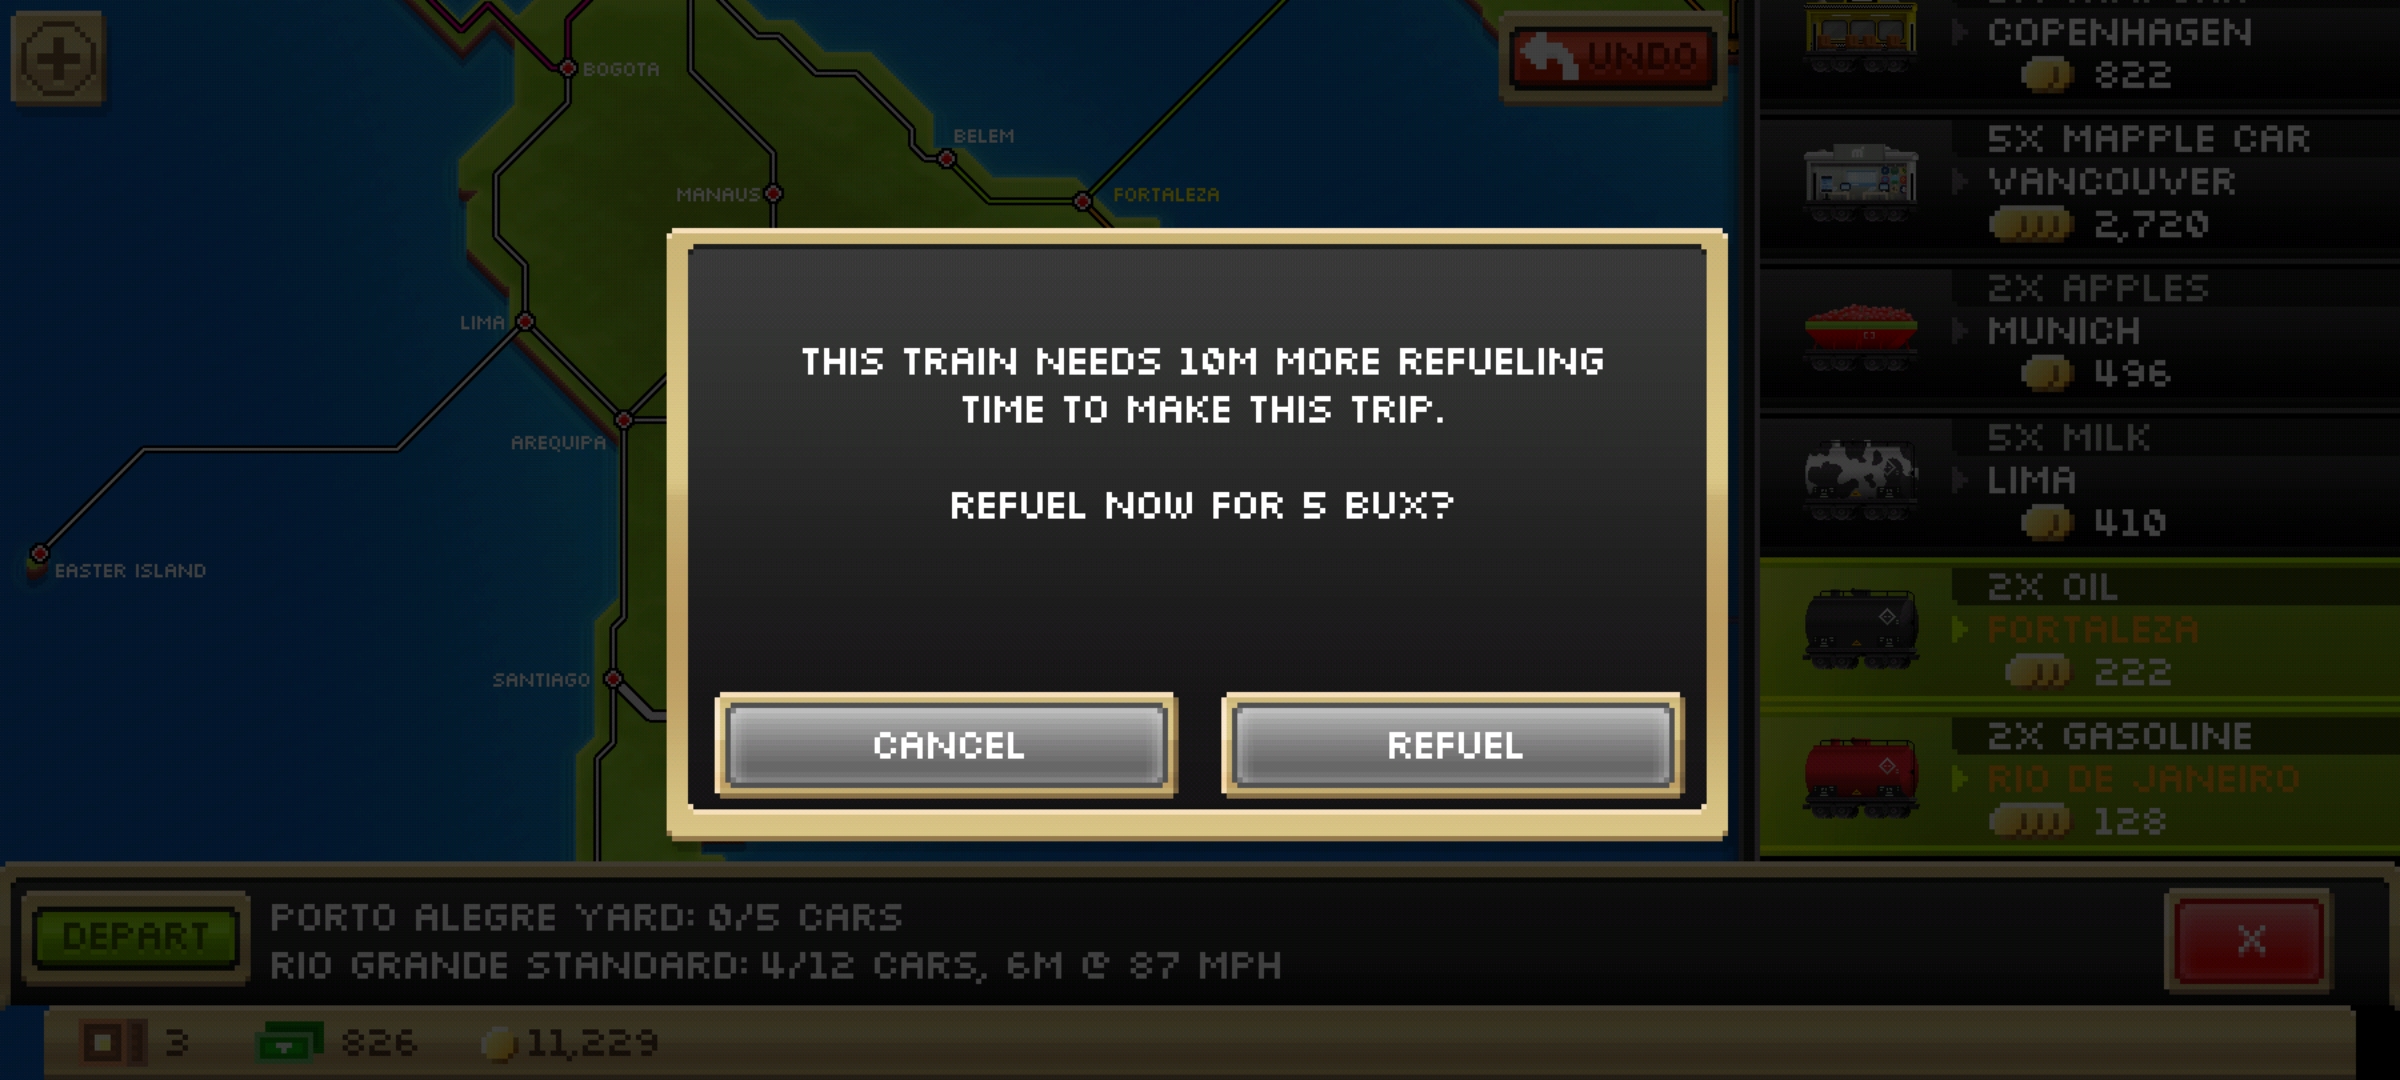 BOGOTA
BELEM
MANAUS
FORTALEZA
LIMA
AREQUIPA
EASTER ISLAND
SANTIAGO
UNDO
THIS TRAIN NEEDS 10M MORE REFUELING
TIME TO MAKE THIS TRIP.
REFUEL NOW FOR 5 BUX?
CANCEL
REFUEL
COPENHAGEN
822
5X MAPPLE CAR
VANCOUVER
2,720
2X APPLES
MUNICH
496
5X MILK
LIMA
410
2X OIL
FORTALEZA
222
2X GASOLINE
RIO DE JANEIRO
128
DEPART
PORTO ALEGRE YARD: 0/5 CARS
RIO GRANDE STANDARD: 4/12 CARS, 6M @ 87 MPH
X
3
826
11,229